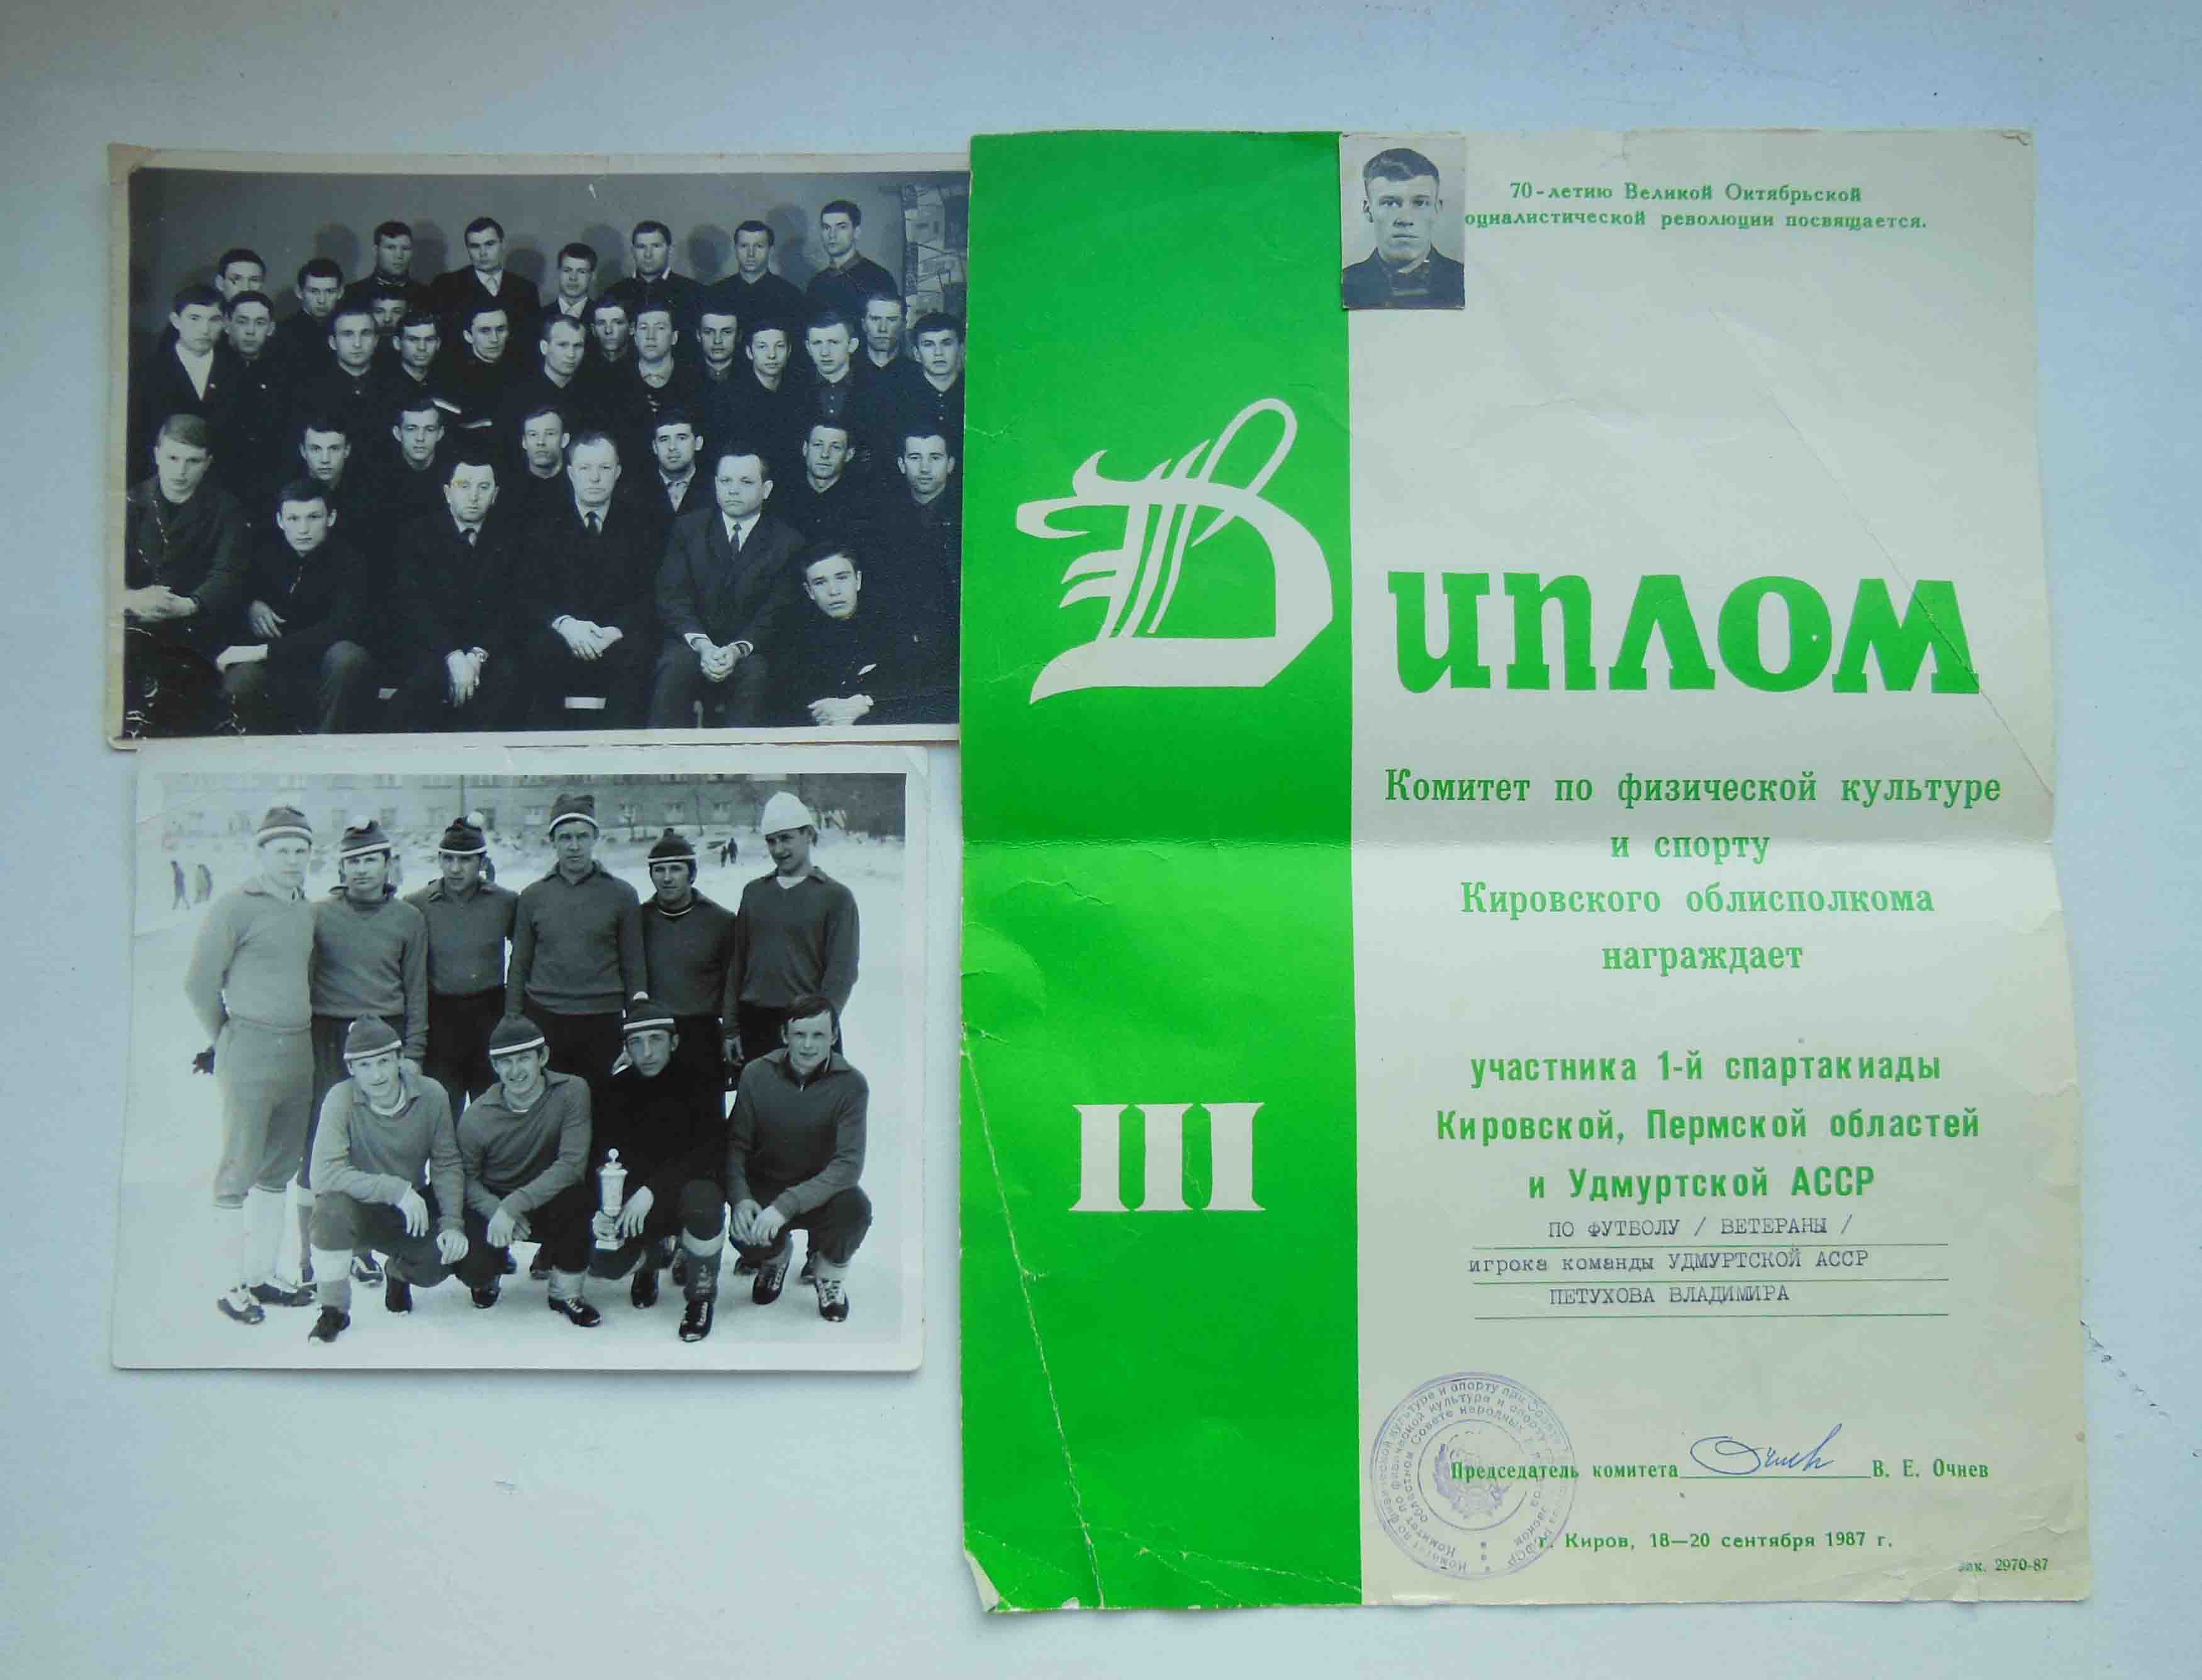 70-летию Великой Октябрьской
оциалистической революции посвящается.
Диплом
Комитет по физической культуре
и спорту
Кировского облисполкома
награждает
III
участника 1-й спартакиады
Кировской, Пермской областей
и Удмуртской АССР
ПО ФУТБОЛУ / ВЕТЕРАНЫ /
игрока команды УДМУРТСКОЙ АССР
ПЕТУХОВА ВЛАДИМИРА
Председатель комитета В. Е. Очнев
г. Киров, 18—20 сентября 1987 г.
Зак. 2970-87